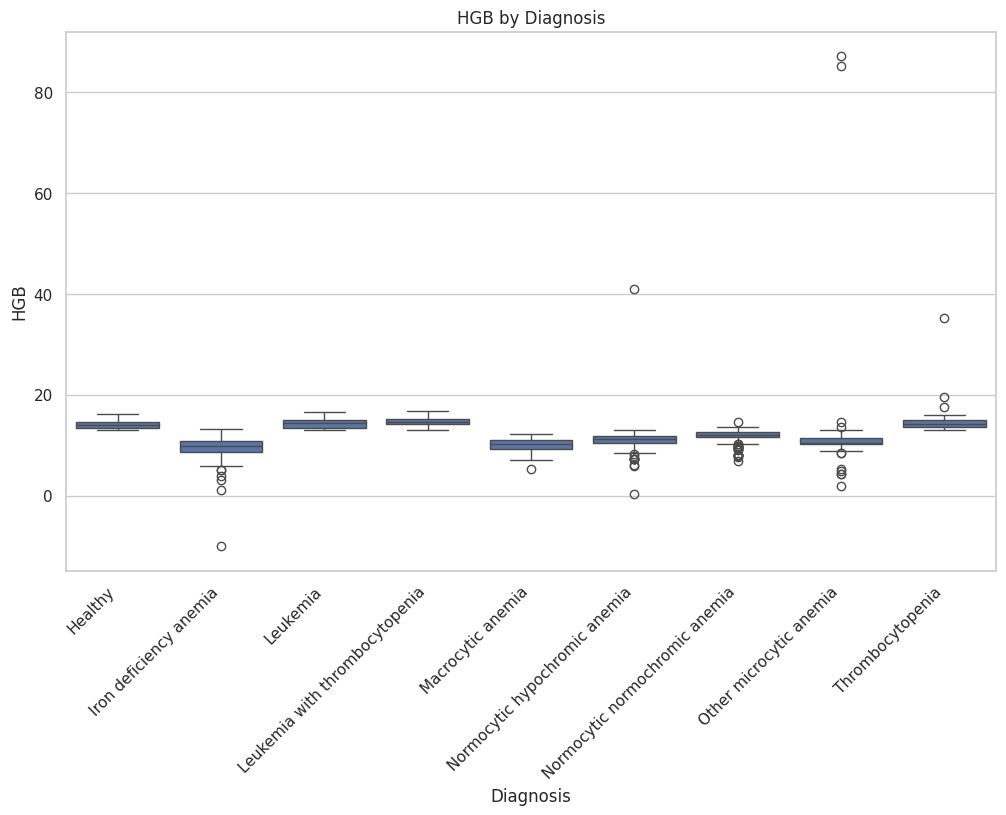 HGB by Diagnosis
HGB
80
60
40
20
0
Healthy
Iron deficiency anemia
Leukemia
Leukemia with thrombocytopenia
Macrocytic anemia
Normocytic hypochromic anemia
Normocytic normochromic anemia
Other microcytic anemia
Thrombocytopenia
Diagnosis